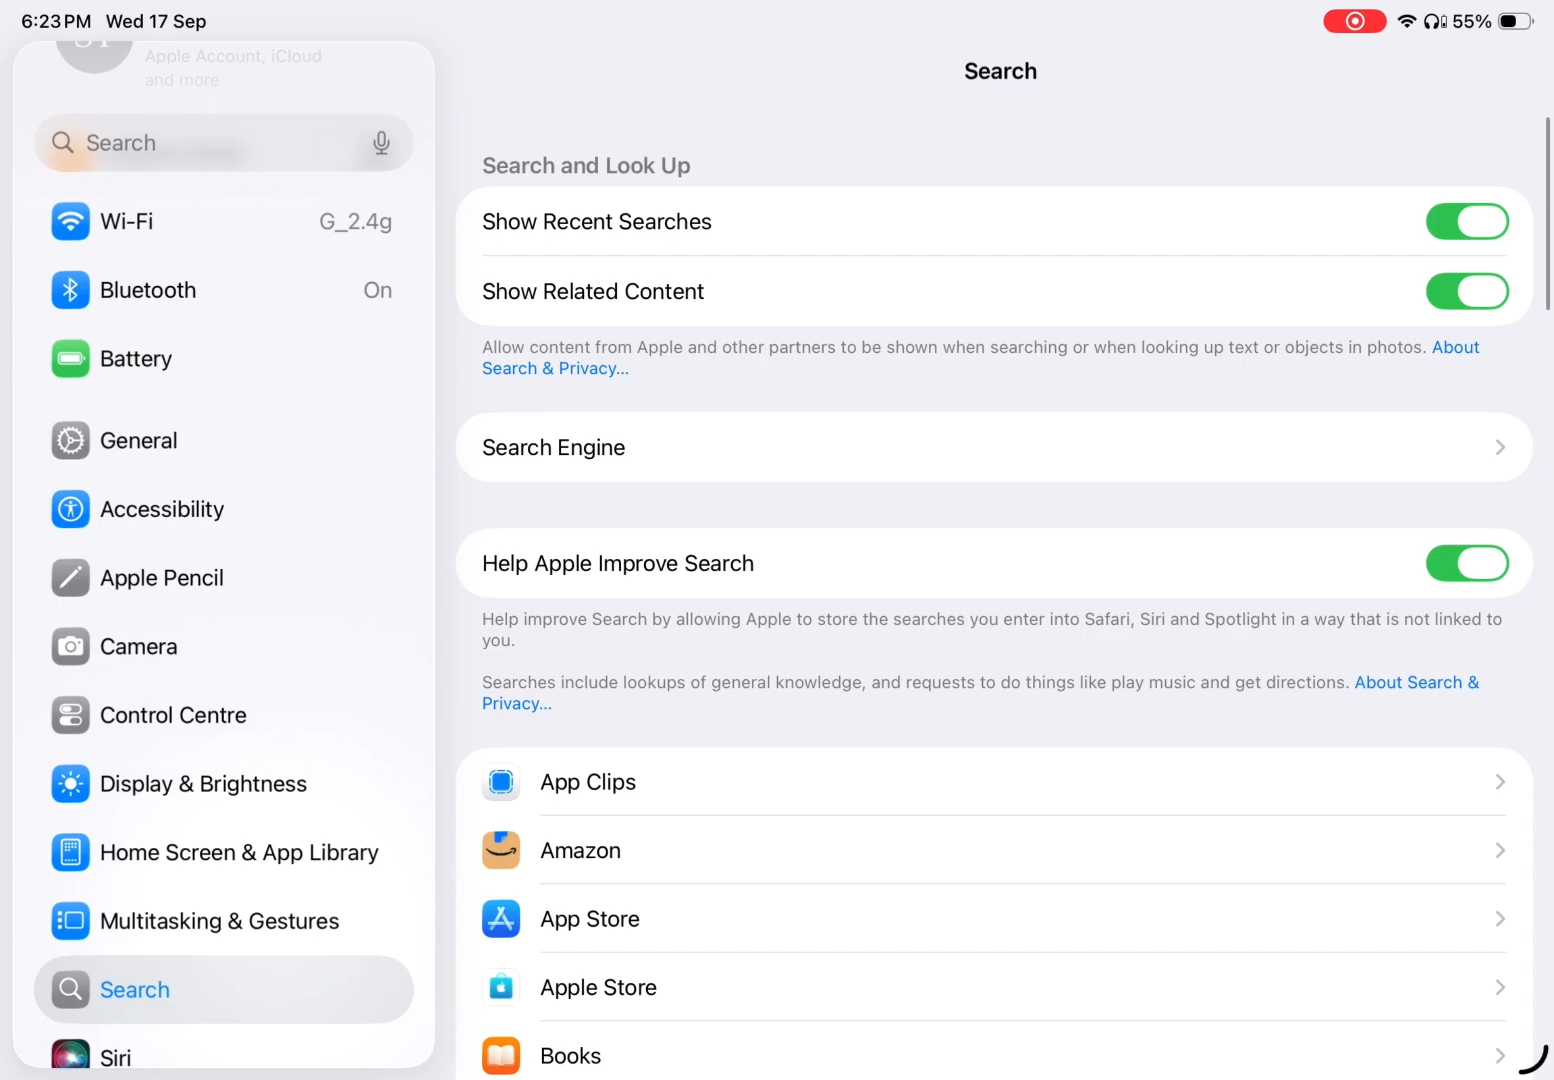 6:23 PM Wed 17 Sep
55%
Apple Account, iCloud
and more
Search
Wi-Fi G_2.4g
Bluetooth On
Battery
General
Accessibility
Apple Pencil
Camera
Control Centre
Display & Brightness
Home Screen & App Library
Multitasking & Gestures
Search
Siri
Search
Search and Look Up
Show Recent Searches
Show Related Content
Allow content from Apple and other partners to be shown when searching or when looking up text or objects in photos. About
Search & Privacy...
Search Engine
Help Apple Improve Search
Help improve Search by allowing Apple to store the searches you enter into Safari, Siri and Spotlight in a way that is not linked to
you.
Searches include lookups of general knowledge, and requests to do things like play music and get directions. About Search &
Privacy...
App Clips
Amazon
App Store
Apple Store
Books